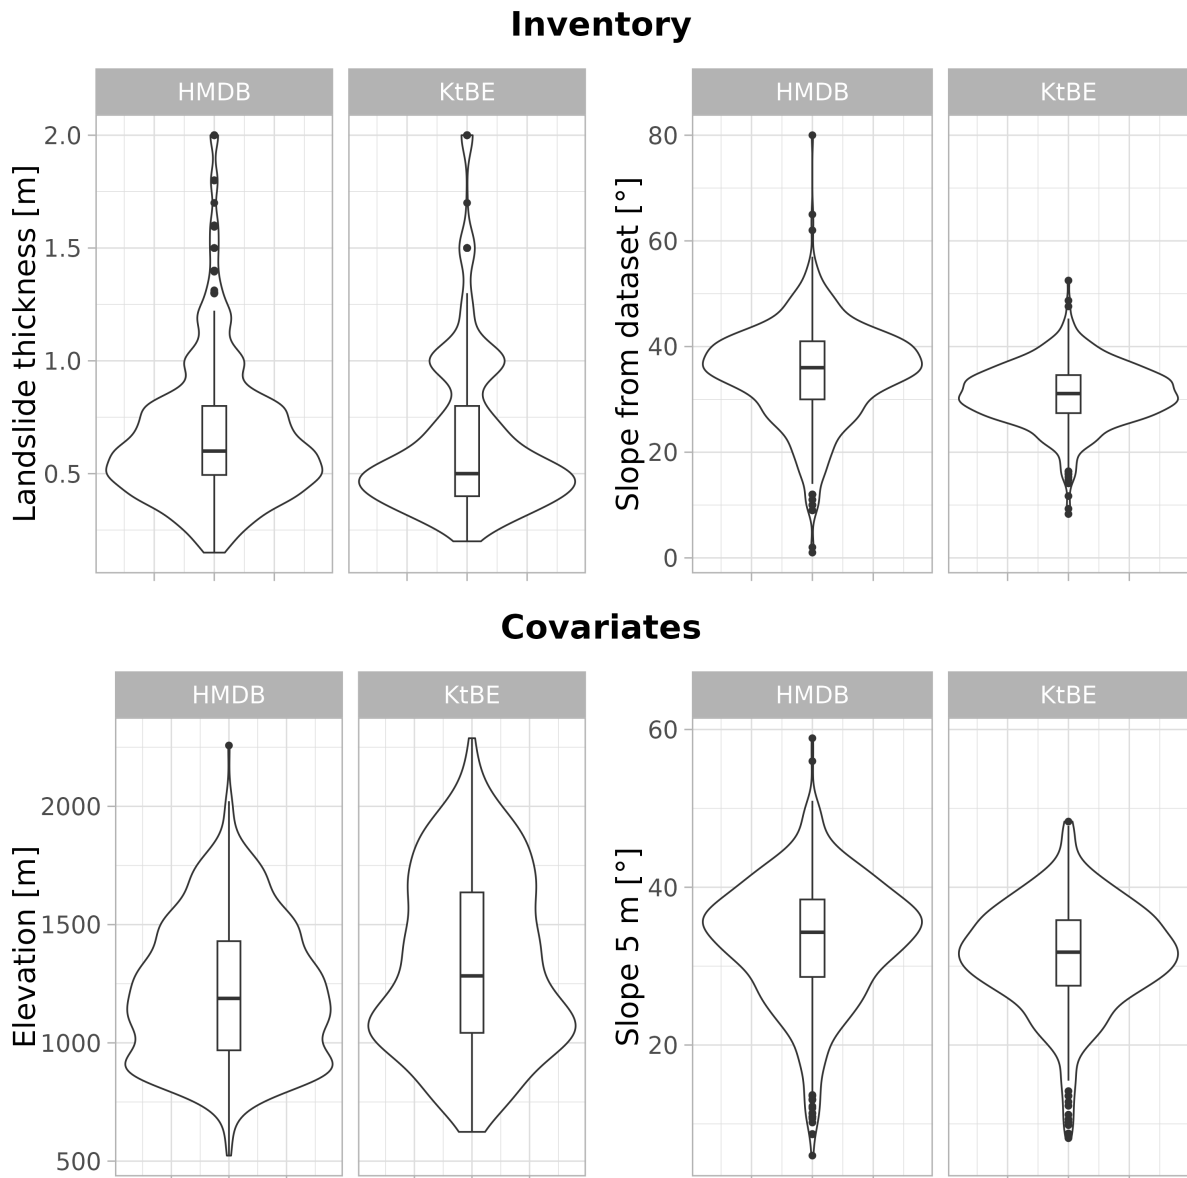 Inventory
HMDB
KtBE
HMDB
KtBE
Landslide thickness [m]
2.0
1.5
1.0
0.5
Slope from dataset [°]
80
60
40
20
0
Covariates
HMDB
KtBE
HMDB
KtBE
Elevation [m]
2000
1500
1000
500
Slope 5 m [°]
60
40
20